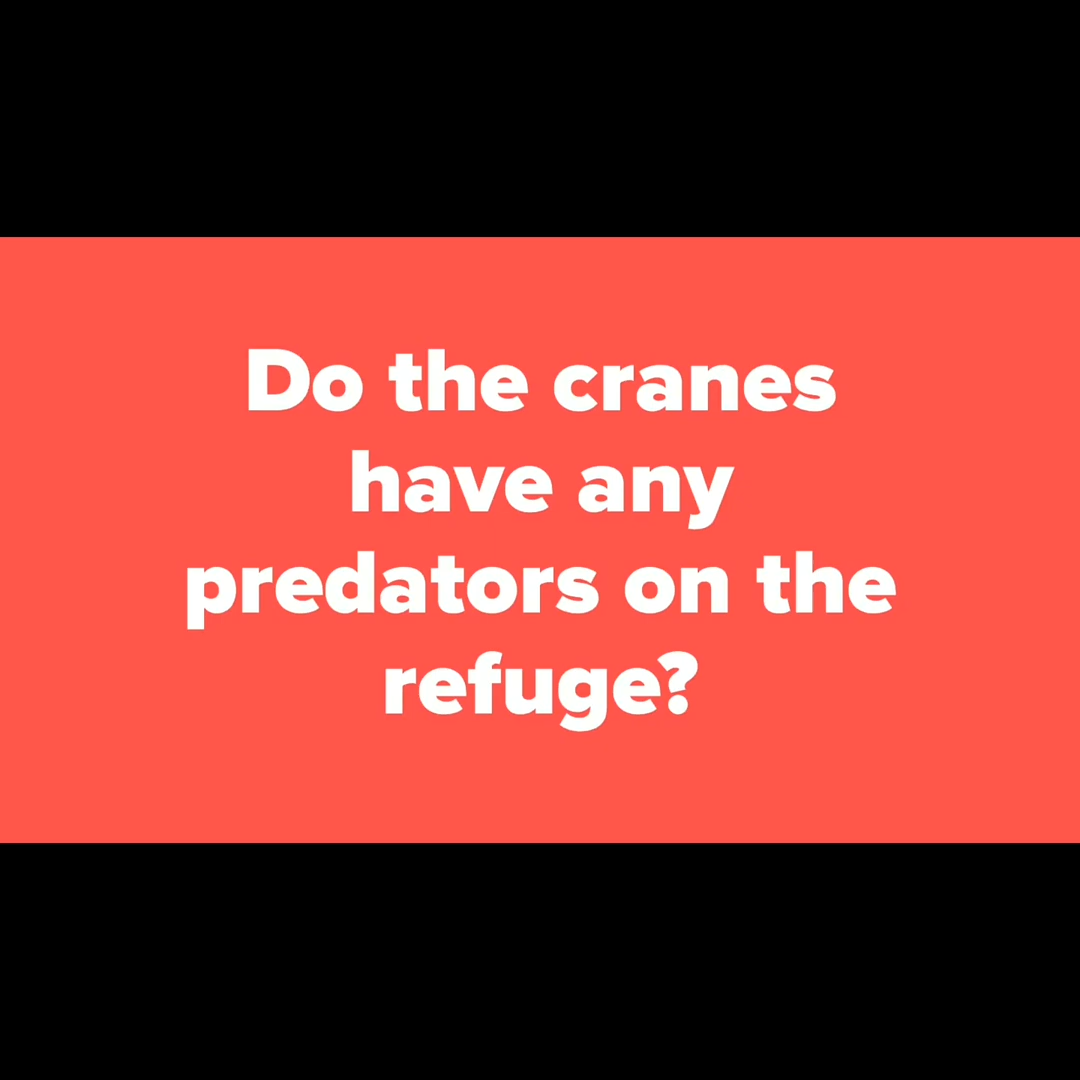 Do the cranes
have any
predators on the
refuge?